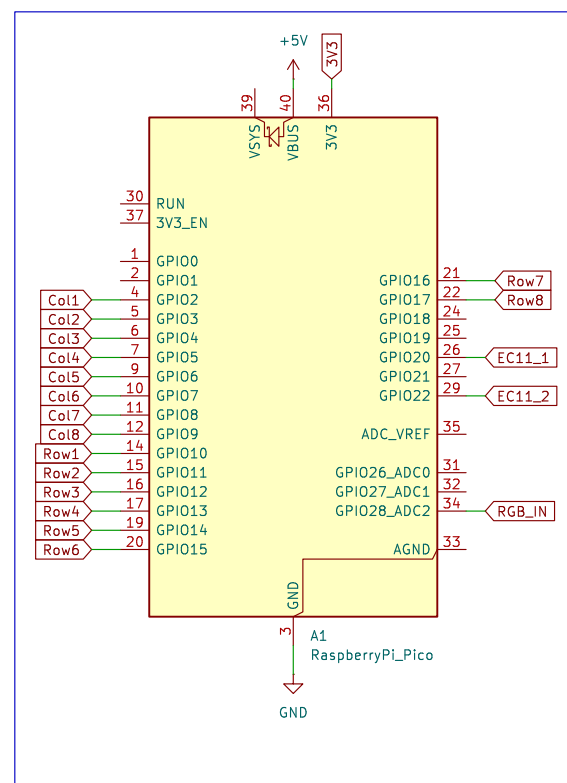 +5V
3V3
39
40
36
VSYS
VBUS
3V3
30 RUN
37 3V3_EN
1 GPIO0
2 GPIO1
Col1 4 GPIO2
Col2 5 GPIO3
Col3 6 GPIO4
Col4 7 GPIO5
Col5 9 GPIO6
Col6 10 GPIO7
Col7 11 GPIO8
Col8 12 GPIO9
Row1 14 GPIO10
Row2 15 GPIO11
Row3 16 GPIO12
Row4 17 GPIO13
Row5 19 GPIO14
Row6 20 GPIO15
GPIO16 21 Row7
GPIO17 22 Row8
GPIO18 24
GPIO19 25
GPIO20 26 EC11_1
GPIO21 27
GPIO22 29 EC11_2
ADC_VREF 35
GPIO26_ADC0 31
GPIO27_ADC1 32
GPIO28_ADC2 34 RGB_IN
AGND 33
GND
3
A1
RaspberryPi_Pico
GND